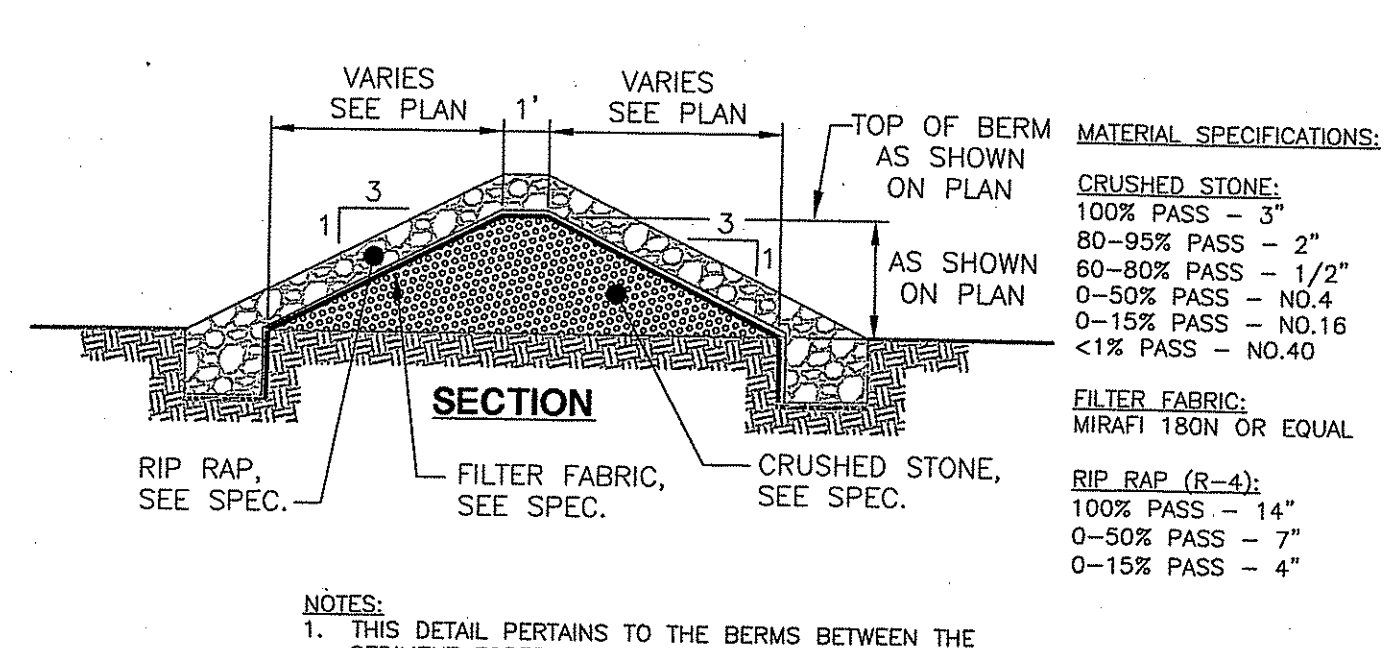 VARIES
SEE PLAN
1'
VARIES
SEE PLAN
TOP OF BERM
AS SHOWN
ON PLAN
3
1
3
1
AS SHOWN
ON PLAN
SECTION
RIP RAP,
SEE SPEC.
FILTER FABRIC,
SEE SPEC.
CRUSHED STONE,
SEE SPEC.
MATERIAL SPECIFICATIONS:
CRUSHED STONE:
100% PASS – 3"
80–95% PASS – 2"
60–80% PASS – 1/2"
0–50% PASS – NO.4
0–15% PASS – NO.16
<1% PASS – NO.40
FILTER FABRIC:
MIRAFI 180N OR EQUAL
RIP RAP (R–4):
100% PASS – 14"
0–50% PASS – 7"
0–15% PASS – 4"
NOTES:
1. THIS DETAIL PERTAINS TO THE BERMS BETWEEN THE